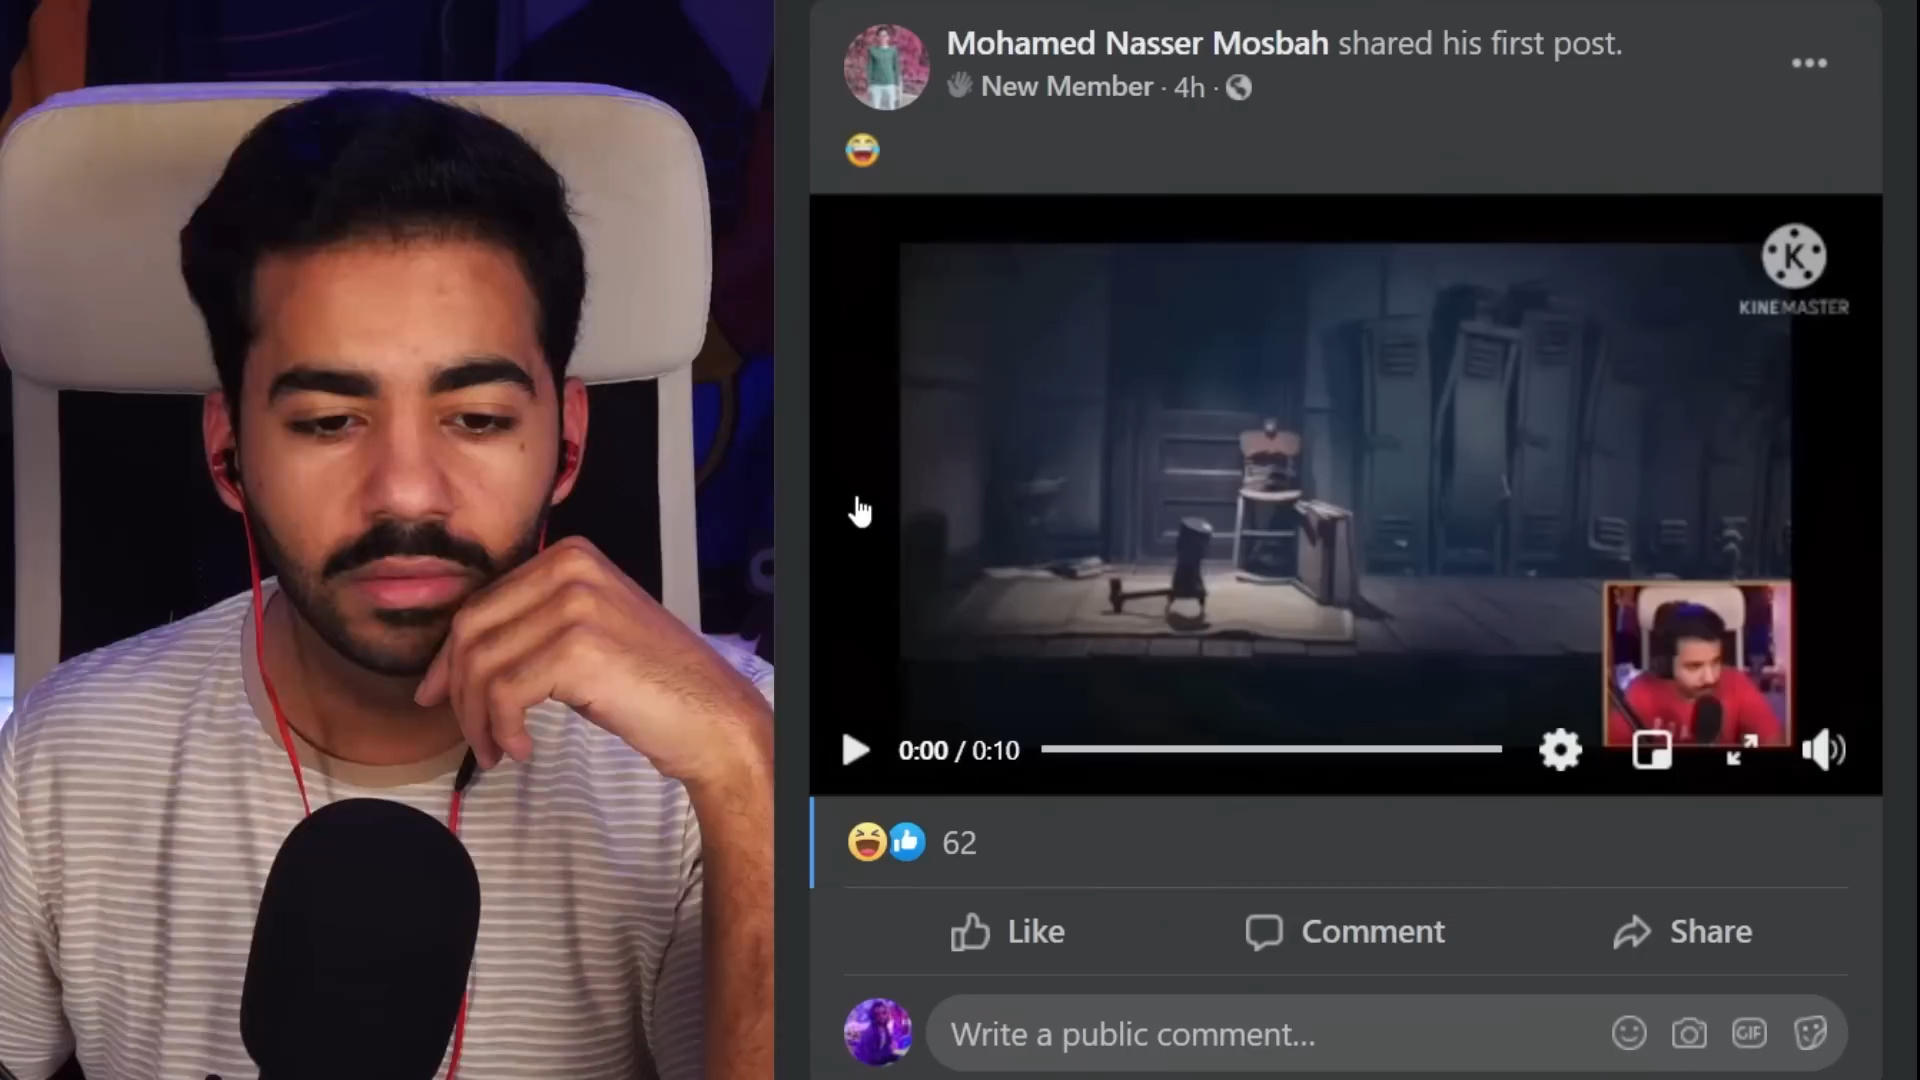 Mohamed Nasser Mosbah shared his first post.
New Member · 4h ·
K
KINEMASTER
0:00 / 0:10
62
Like
Comment
Share
Write a public comment...
GIF